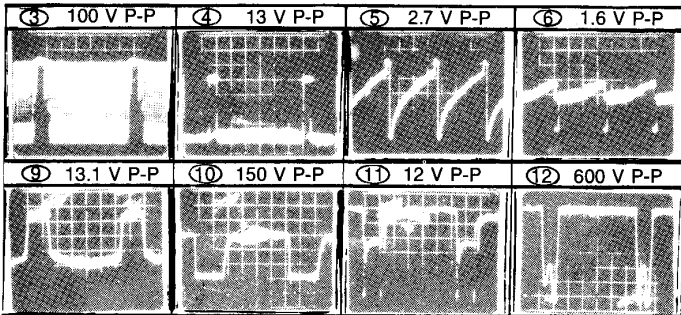 ③ 100 V P-P
④ 13 V P-P
⑤ 2.7 V P-P
⑥ 1.6 V P-P
⑨ 13.1 V P-P
⑩ 150 V P-P
⑪ 12 V P-P
⑫ 600 V P-P